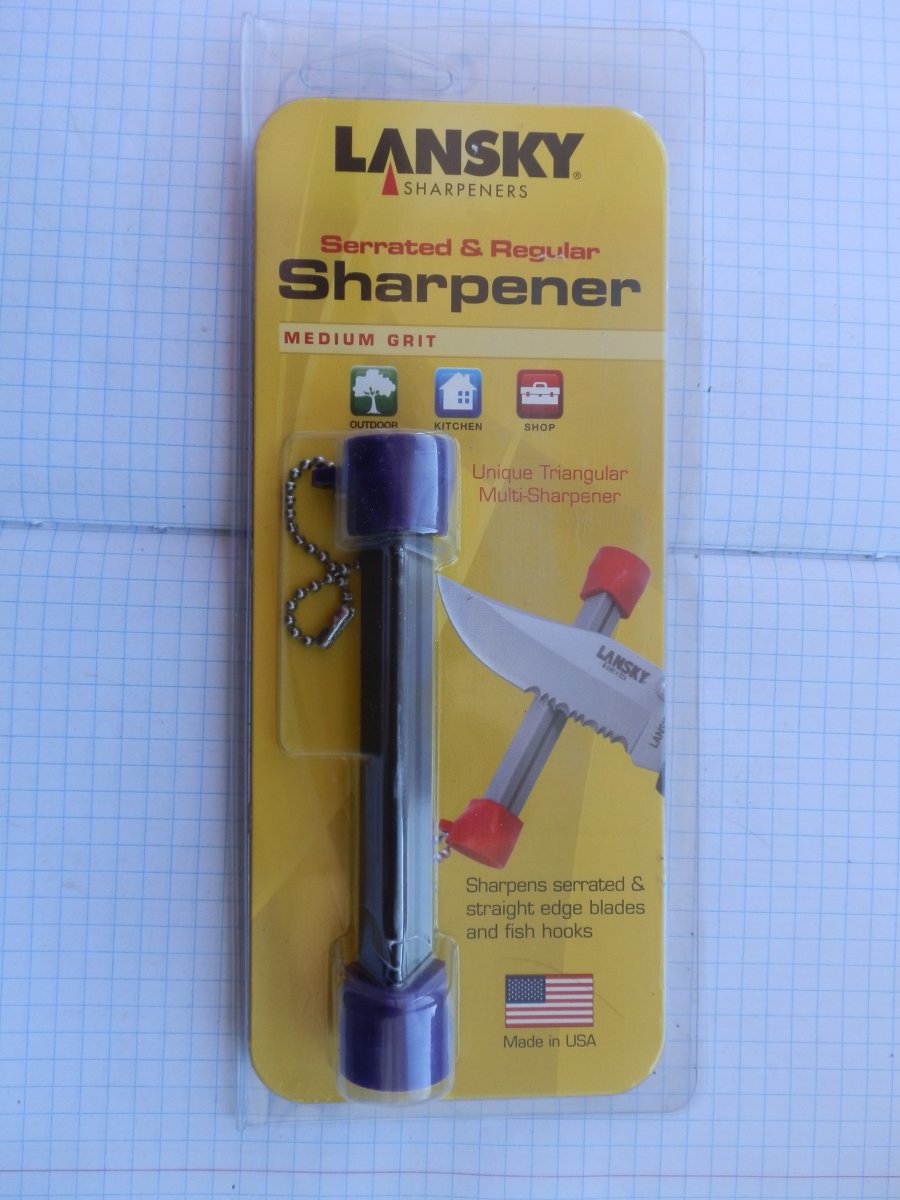 LANSKY®
SHARPENERS
Serrated & Regular
Sharpener
MEDIUM GRIT
OUTDOOR
KITCHEN
SHOP
Unique Triangular
Multi-Sharpener
LANSKY
Sharpens serrated &
straight edge blades
and fish hooks
Made in USA